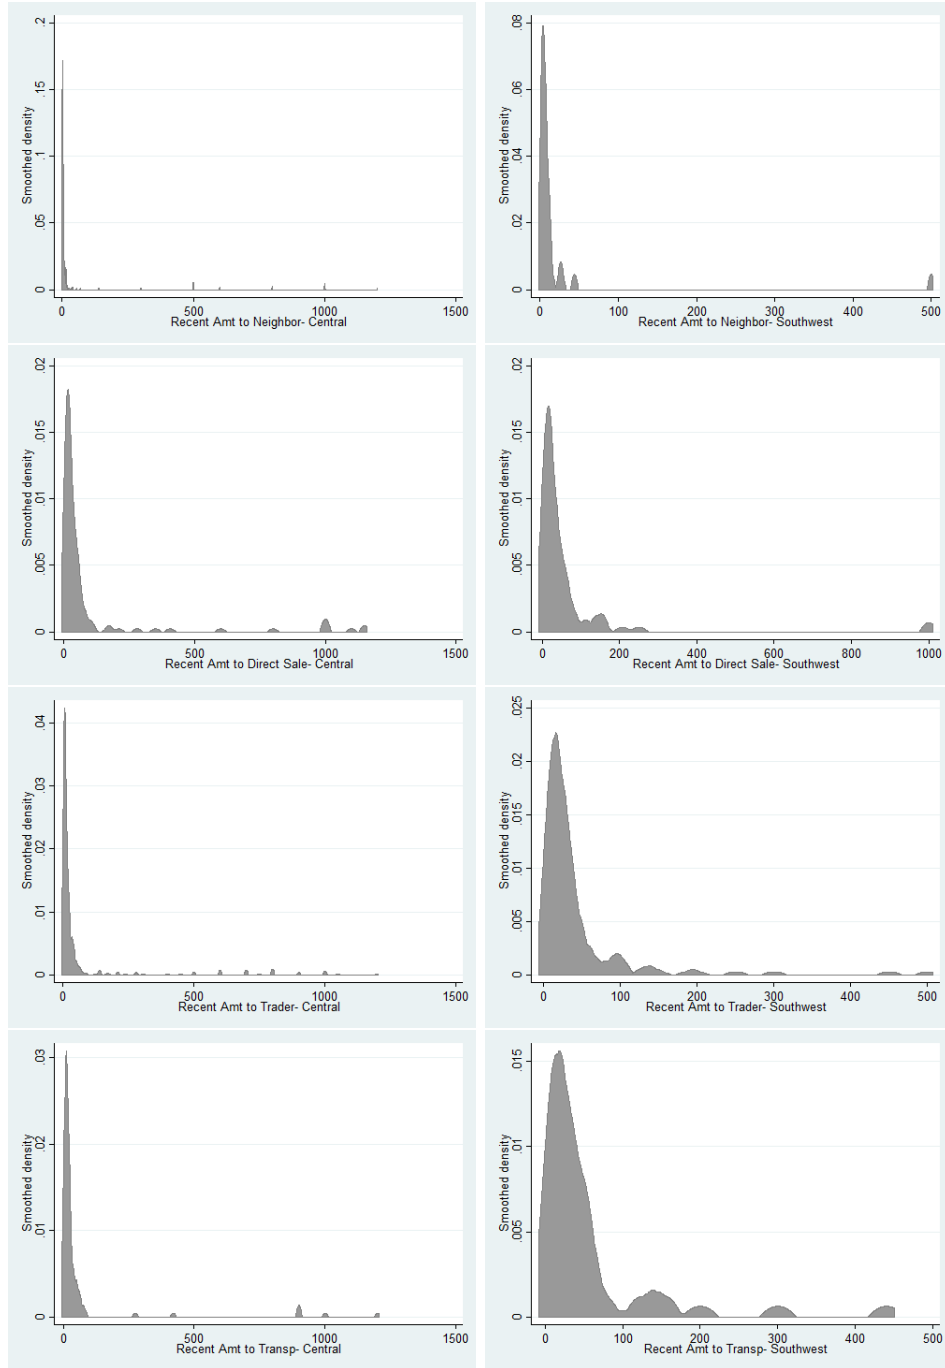 Smoothed density
0 .05 .1 .15 .2
0 500 1000 1500
Recent Amt to Neighbor- Central
Smoothed density
0 .02 .04 .06 .08
0 100 200 300 400 500
Recent Amt to Neighbor- Southwest
Smoothed density
0 .005 .01 .015 .02
0 500 1000 1500
Recent Amt to Direct Sale- Central
Smoothed density
0 .005 .01 .015 .02
0 200 400 600 800 1000
Recent Amt to Direct Sale- Southwest
Smoothed density
0 .01 .02 .03 .04
0 500 1000 1500
Recent Amt to Trader- Central
Smoothed density
0 .005 .01 .015 .02 .025
0 100 200 300 400 500
Recent Amt to Trader- Southwest
Smoothed density
0 .01 .02 .03
0 500 1000 1500
Recent Amt to Transp- Central
Smoothed density
0 .005 .01 .015
0 100 200 300 400 500
Recent Amt to Transp- Southwest